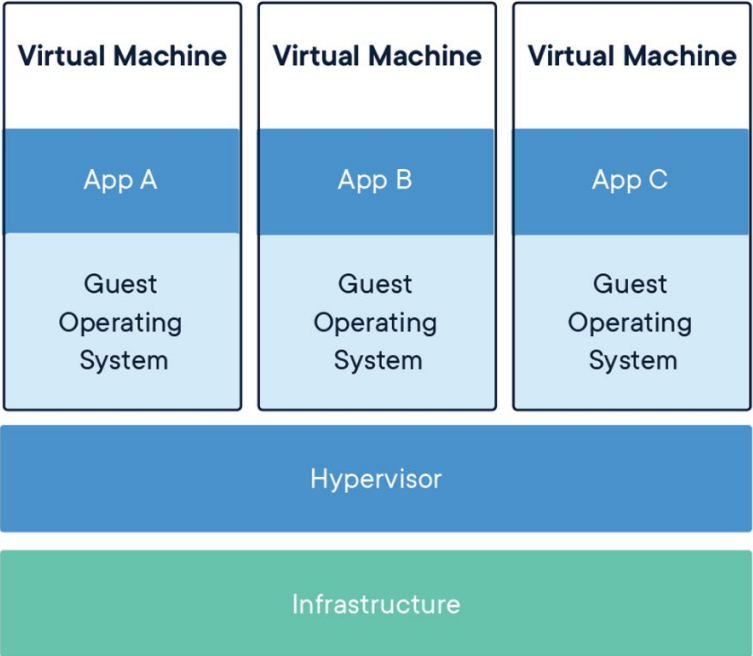 Virtual Machine
Virtual Machine
Virtual Machine
App A
App B
App C
Guest
Operating
System
Guest
Operating
System
Guest
Operating
System
Hypervisor
Infrastructure